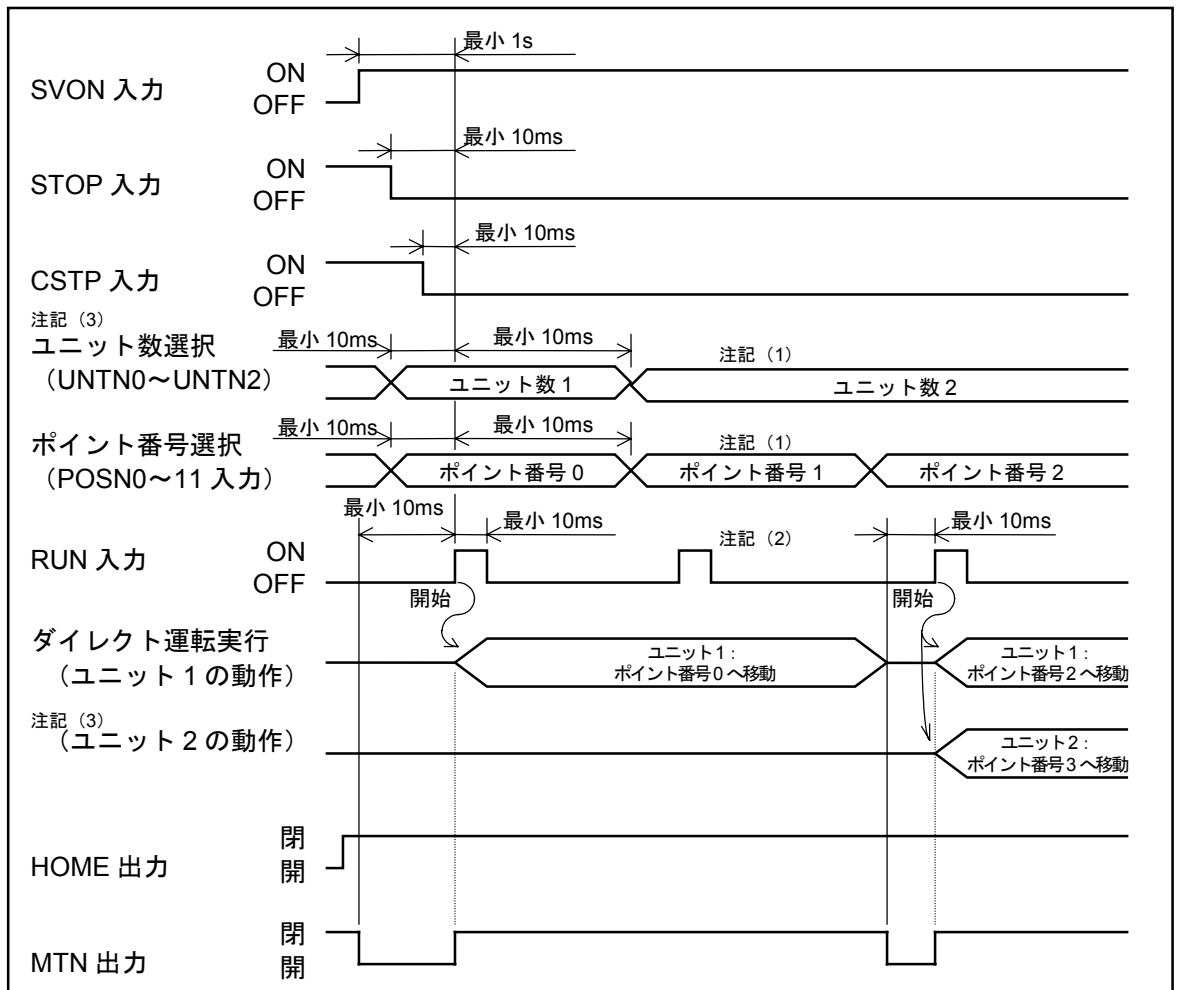 最小 1s
ON
SVON 入力
OFF
最小 10ms
ON
STOP 入力
OFF
最小 10ms
ON
CSTP 入力
OFF
注記（3）
ユニット数選択
（UNTN0～UNTN2）
最小 10ms
最小 10ms
注記（1）
ユニット数 1
ユニット数 2
ポイント番号選択
（POSN0～11 入力）
最小 10ms
最小 10ms
注記（1）
ポイント番号 0
ポイント番号 1
ポイント番号 2
最小 10ms
最小 10ms
注記（2）
最小 10ms
ON
RUN 入力
OFF
開始
開始
ダイレクト運転実行
（ユニット 1 の動作）
ユニット1：
ポイント番号0へ移動
ユニット1：
ポイント番号2へ移動
注記（3）
（ユニット 2 の動作）
ユニット2：
ポイント番号3へ移動
閉
HOME 出力
開
閉
MTN 出力
開